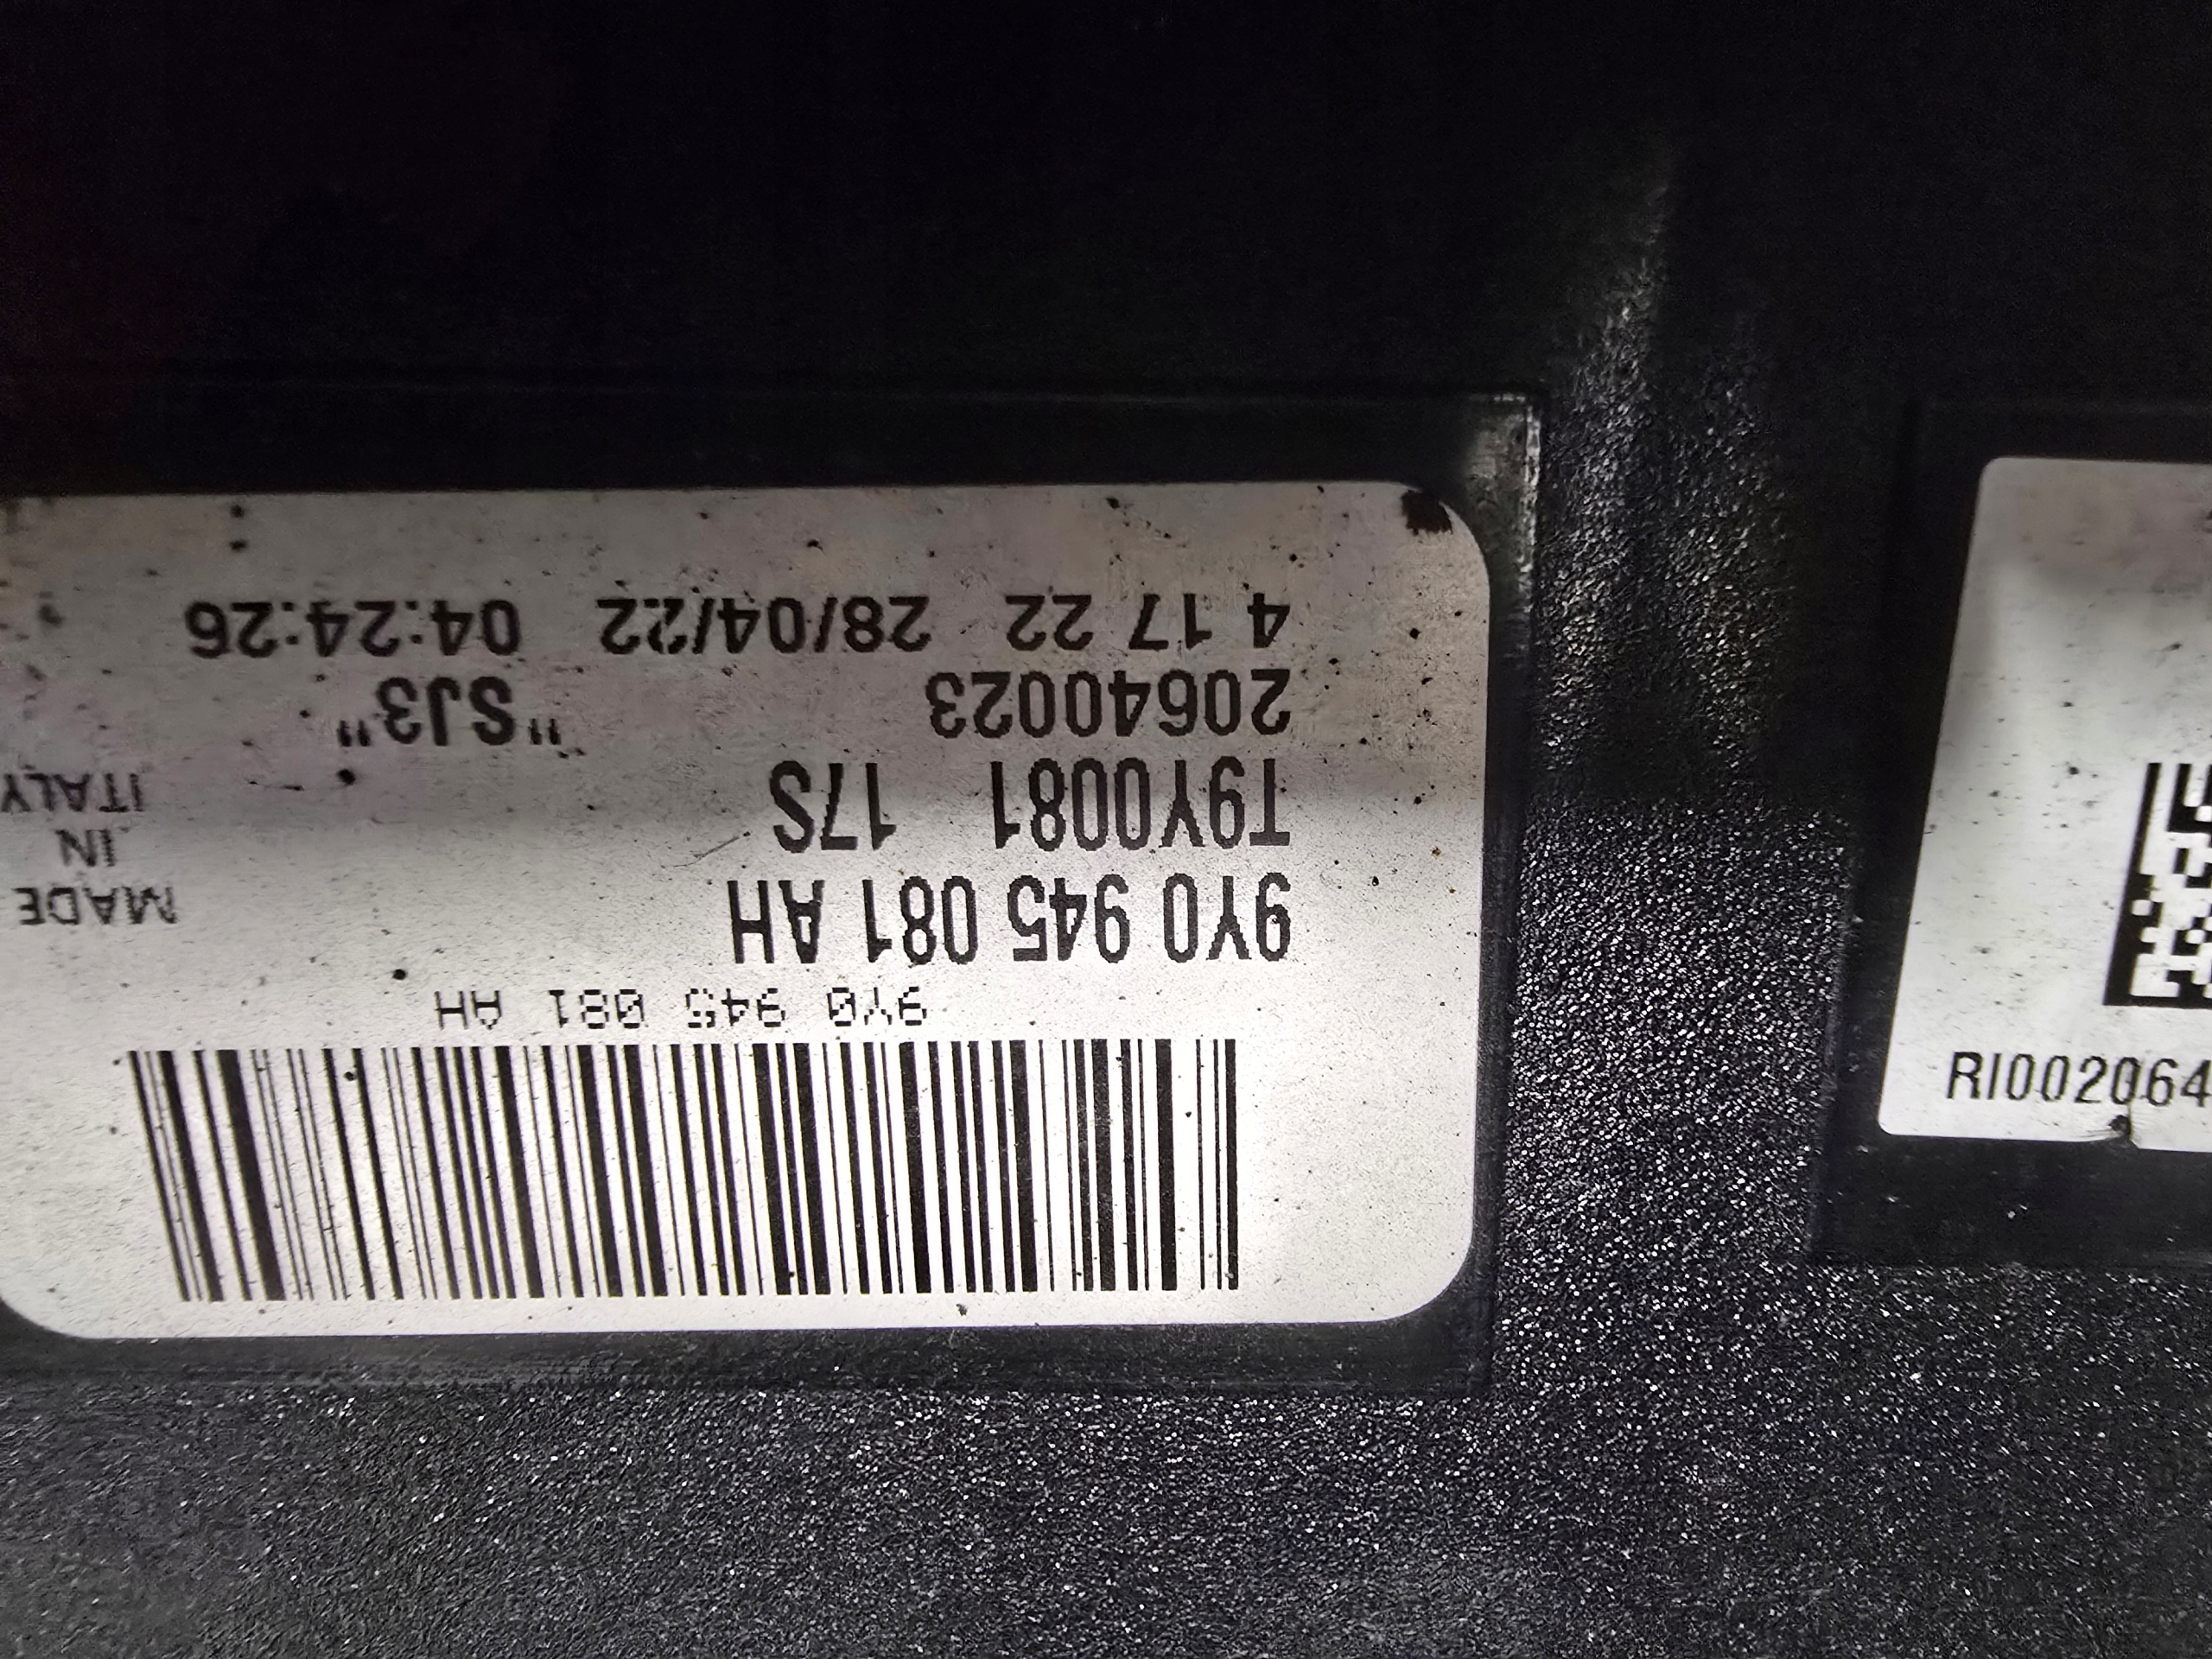 9Y0 945 081 AH
9Y0 945 081 AH
T9Y0081 17S
20640023 "SJ3"
4 17 22 28/04/22 04:24:26
MADE
IN
ITALY
RI002064